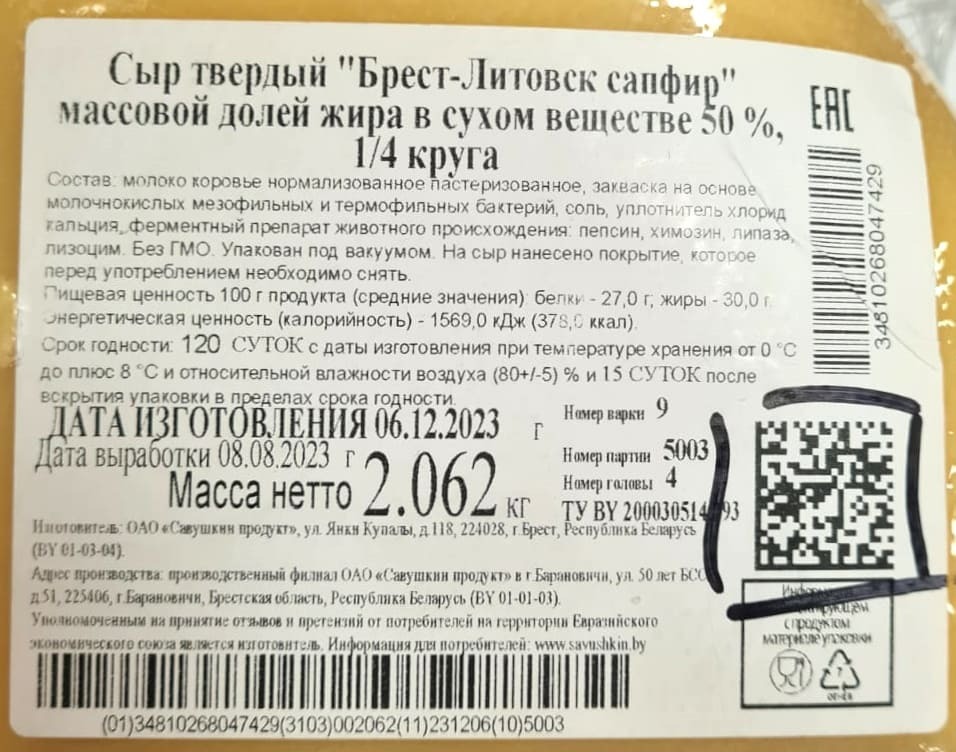 Сыр твердый "Брест-Литовск сапфир"
массовой долей жира в сухом веществе 50 %,
1/4 круга
EAC
3481026804​7429
Состав: молоко коровье нормализованное пастеризованное, закваска на основе
молочнокислых мезофильных и термофильных бактерий, соль, уплотнитель хлорид
кальция, ферментный препарат животного происхождения: пепсин, химозин, липаза,
лизоцим. Без ГМО. Упакован под вакуумом. На сыр нанесено покрытие, которое
перед употреблением необходимо снять.
Пищевая ценность 100 г продукта (средние значения): белки - 27,0 г; жиры - 30,0 г.
Энергетическая ценность (калорийность) - 1569,0 кДж (378,0 ккал).
Срок годности: 120 СУТОК с даты изготовления при температуре хранения от 0 °С
до плюс 8 °С и относительной влажности воздуха (80+/-5) % и 15 СУТОК после
вскрытия упаковки в пределах срока годности.
ДАТА ИЗГОТОВЛЕНИЯ 06.12.2023 г
Дата выработки 08.08.2023 г
Масса нетто 2.062 кг
Номер варки 9
Номер партии 5003
Номер головы 4
ТУ BY 200030514 93
Изготовитель: ОАО «Савушкин продукт», ул. Янки Купалы, д.118, 224028, г.Брест, Республика Беларусь
(BY 01-03-04).
Адрес производства: производственный филиал ОАО «Савушкин продукт» в г.Барановичи, ул. 50 лет БСС
д.51, 225406, г.Барановичи, Брестская область, Республика Беларусь (BY 01-01-03).
Уполномоченным на принятие отзывов и претензий от потребителей на территории Евразийского
экономического союза является изготовитель. Информация для потребителей: www.savushkin.by
(01)34810268047429(3103)002062(11)231206(10)5003
с продуктом
материале упаковки
7